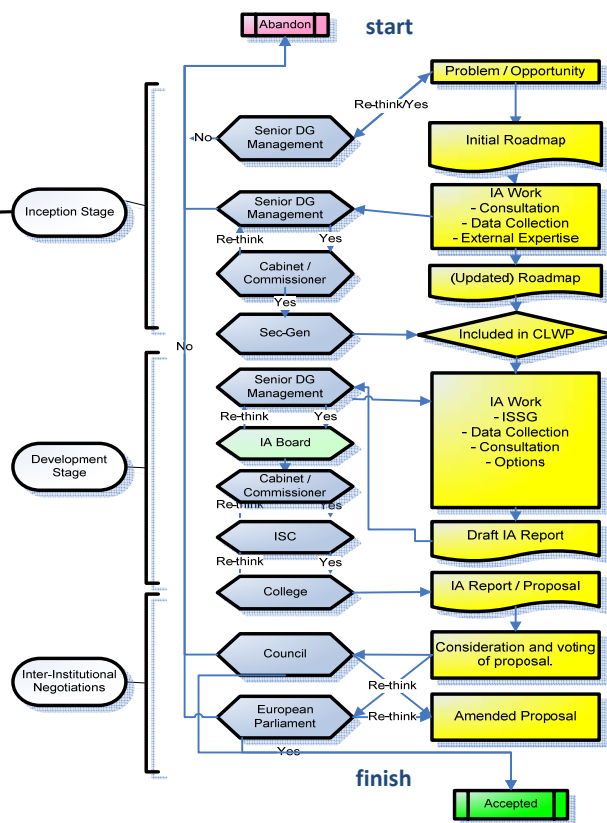 Abandon
start
Problem / Opportunity
Re-think/Yes
Senior DG
Management
No
Initial Roadmap
Inception Stage
Senior DG
Management
IA Work
- Consultation
- Data Collection
- External Expertise
Re-think
Yes
Cabinet /
Commissioner
(Updated) Roadmap
Yes
Sec-Gen
Included in CLWP
No
Senior DG
Management
IA Work
- ISSG
- Data Collection
- Consultation
- Options
Re-think
Yes
IA Board
Development
Stage
Cabinet /
Commissioner
Re-think
Yes
ISC
Draft IA Report
Re-think
Yes
College
IA Report / Proposal
Council
Consideration and voting
of proposal.
Inter-Institutional
Negotiations
Re-think
European
Parliament
Re-think
Amended Proposal
Yes
finish
Accepted